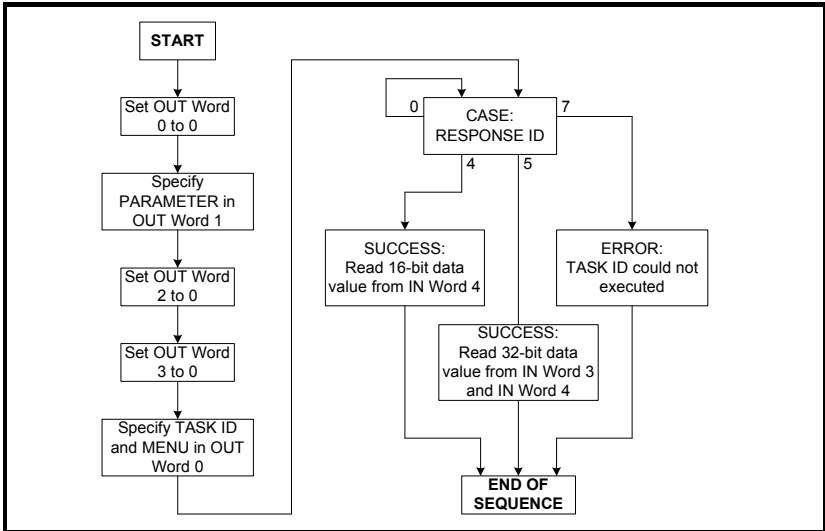 START
Set OUT Word
0 to 0
Specify
PARAMETER in
OUT Word 1
Set OUT Word
2 to 0
Set OUT Word
3 to 0
Specify TASK ID
and MENU in OUT
Word 0
0
CASE:
RESPONSE ID
7
4
5
SUCCESS:
Read 16-bit data
value from IN Word 4
ERROR:
TASK ID could not
executed
SUCCESS:
Read 32-bit data
value from IN Word 3
and IN Word 4
END OF
SEQUENCE